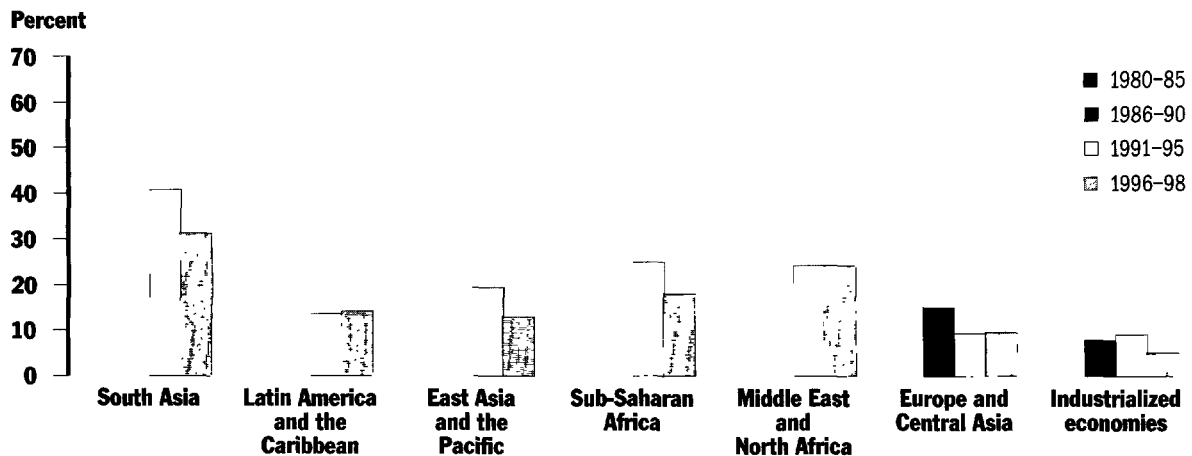 Percent
70
60
50
40
30
20
10
0
1980–85
1986–90
1991–95
1996–98
South Asia
Latin America
and the
Caribbean
East Asia
and the
Pacific
Sub-Saharan
Africa
Middle East
and
North Africa
Europe and
Central Asia
Industrialized
economies